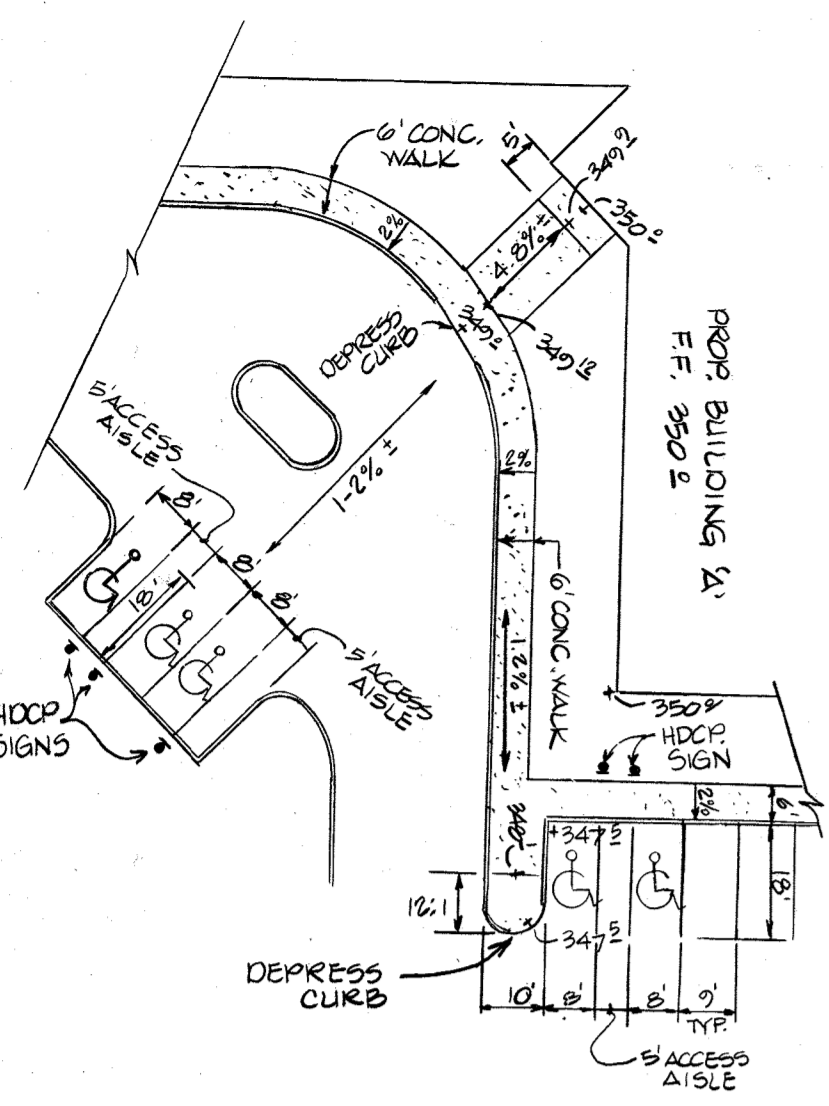 6' CONC.
WALK
5'
349 9
350 0
2%
4.8% ±
349 0
349 12
DEPRESS
CURB
PROP. BUILDING 'A'
F.F. 350 0
5' ACCESS
AISLE
8'
1-2% ±
2%
8'
8'
18'
6' CONC. WALK
1.2% ±
5' ACCESS
AISLE
HDCP
SIGNS
350 0
HDCP.
SIGN
2%
6'
348
+347 5
18'
12:1
347 5
DEPRESS
CURB
10'
8'
8'
9'
TYP.
5' ACCESS
AISLE